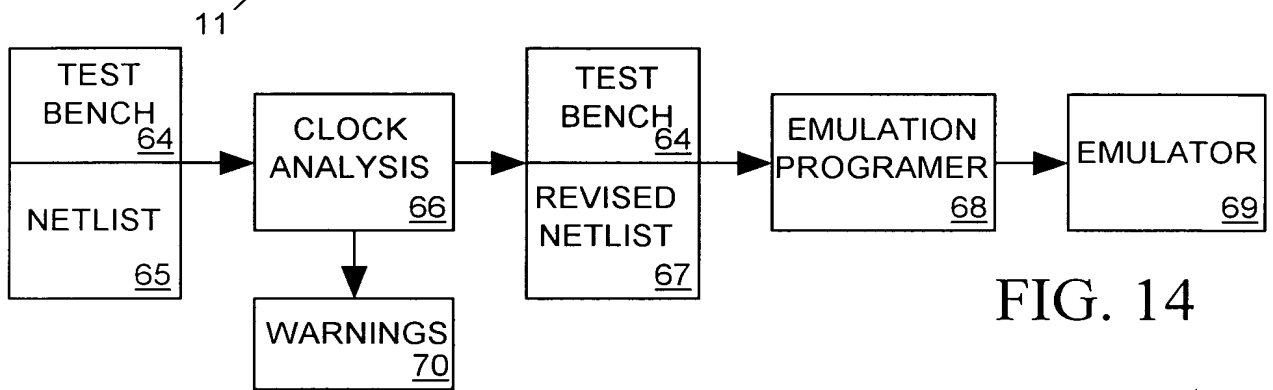 11
TEST
BENCH
64
NETLIST
65
CLOCK
ANALYSIS
66
WARNINGS
70
TEST
BENCH
64
REVISED
NETLIST
67
EMULATION
PROGRAMER
68
EMULATOR
69
FIG. 14